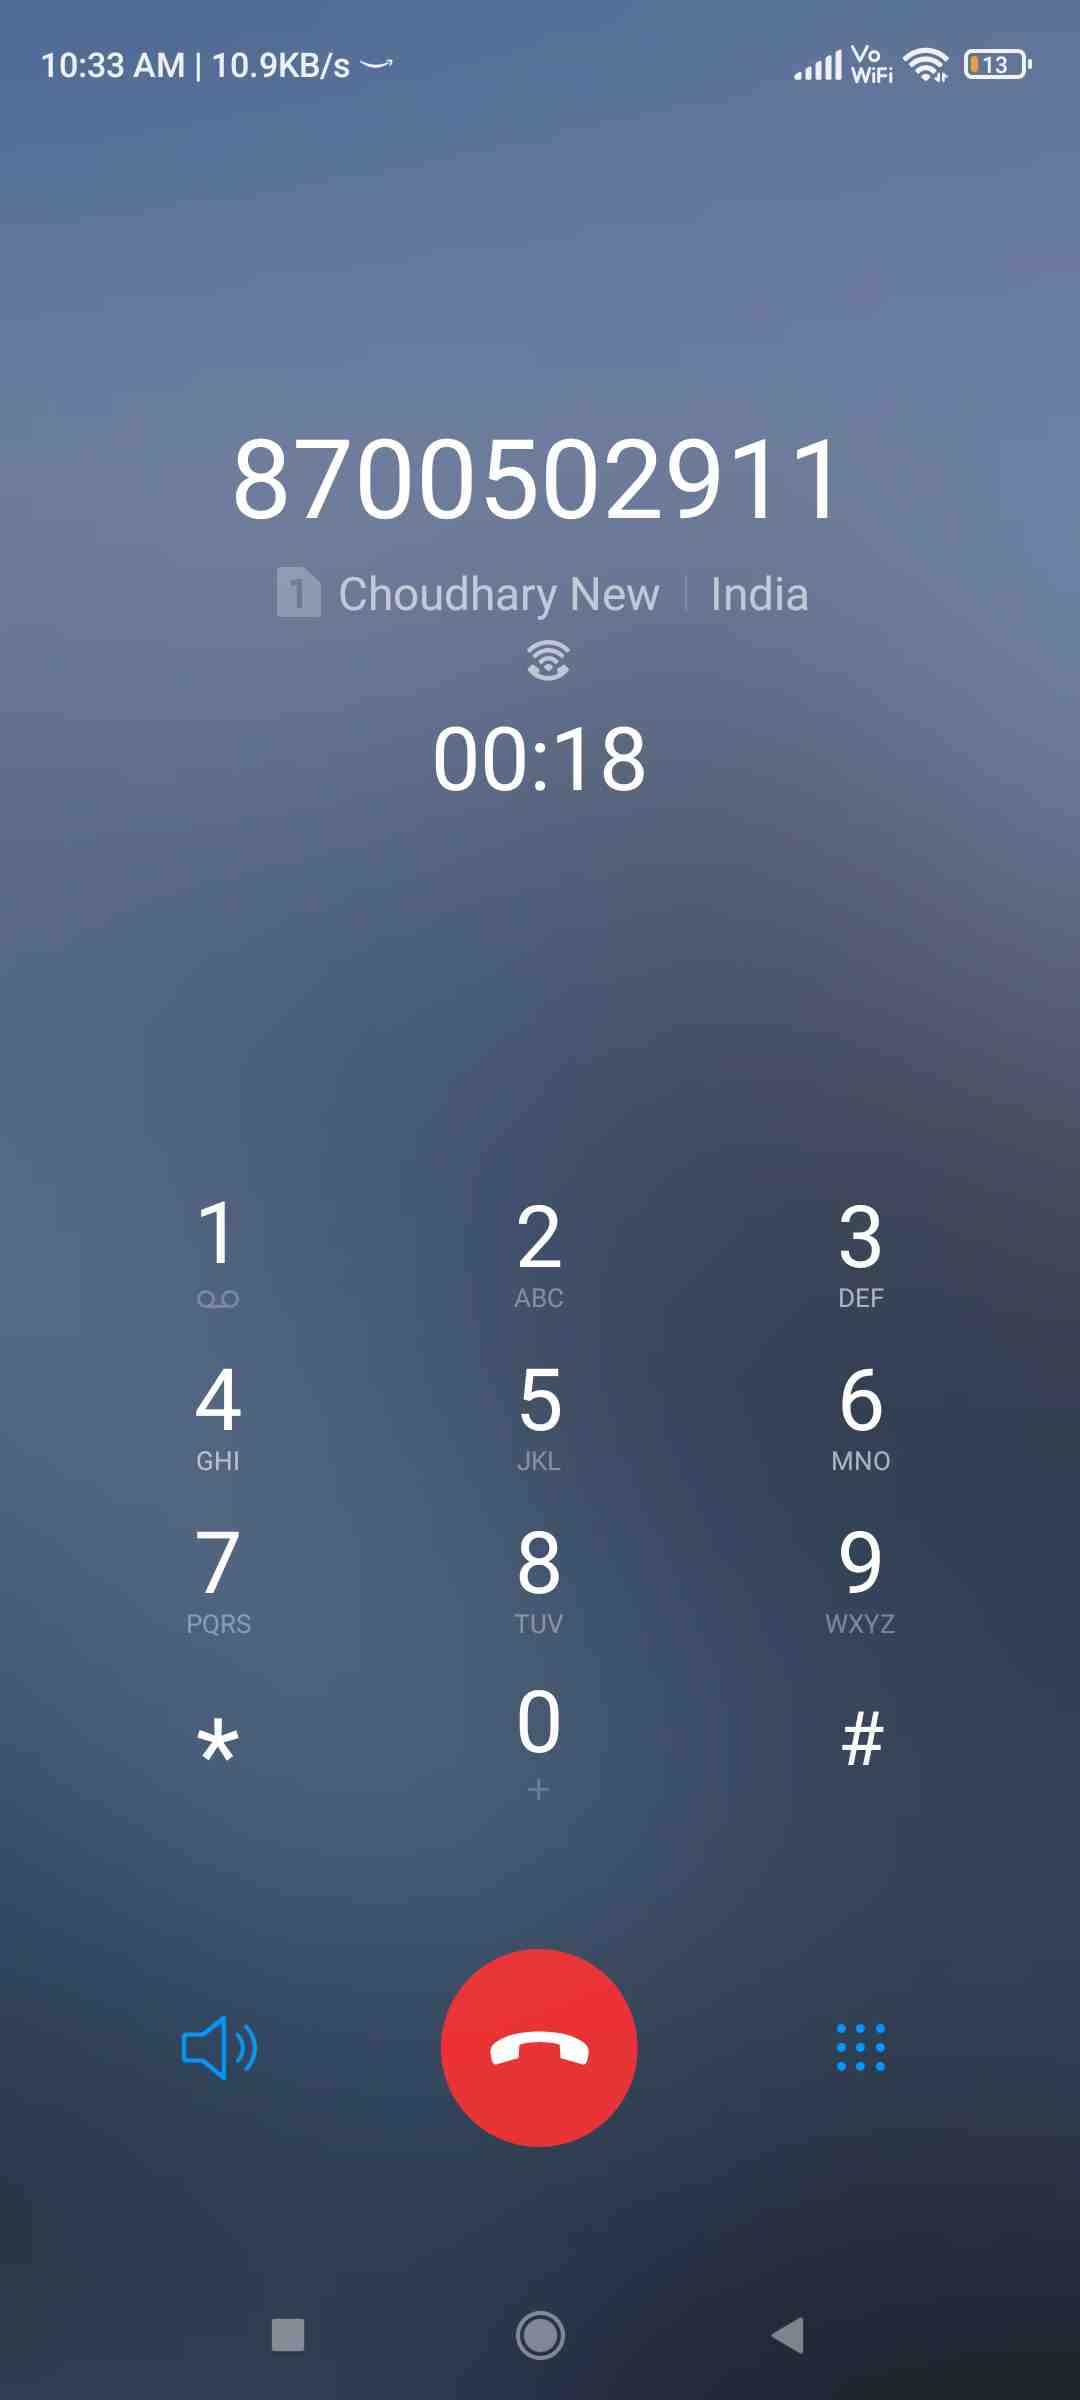 10:33 AM | 10.9KB/s
Vo
WiFi
13
8700502911
1 Choudhary New | India
00:18
1 2 3
ABC DEF
4 5 6
GHI JKL MNO
7 8 9
PQRS TUV WXYZ
* 0 #
+